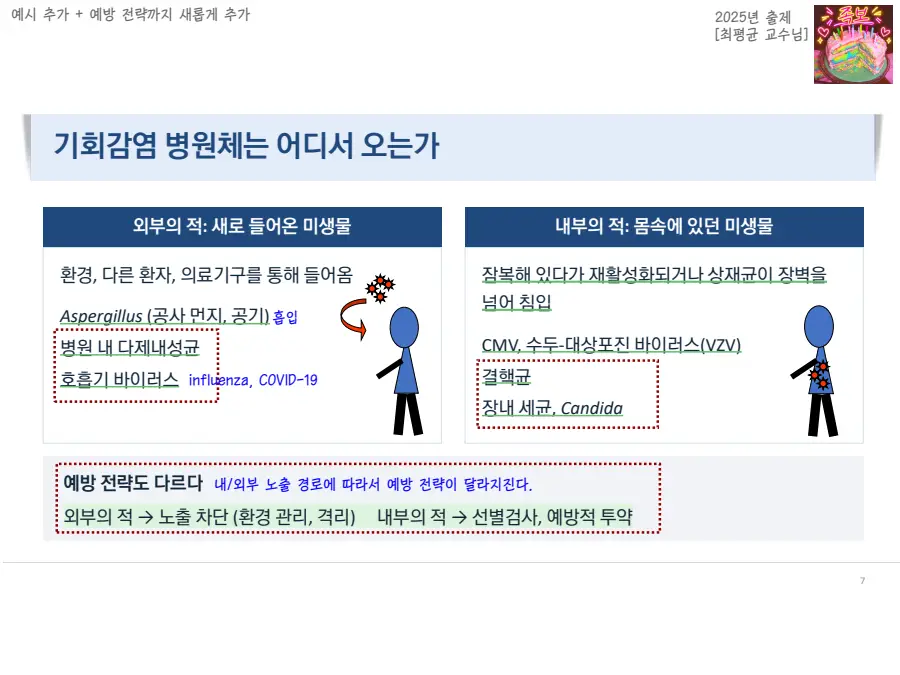 예시 추가 + 예방 전략까지 새롭게 추가
2025년 출제
[최평균 교수님]
족보
기회감염 병원체는 어디서 오는가
외부의 적: 새로 들어온 미생물
환경, 다른 환자, 의료기구를 통해 들어옴
Aspergillus (공사 먼지, 공기) 흡입
병원 내 다제내성균
호흡기 바이러스 influenza, COVID-19
내부의 적: 몸속에 있던 미생물
잠복해 있다가 재활성화되거나 상재균이 장벽을
넘어 침입
CMV, 수두-대상포진 바이러스(VZV)
결핵균
장내 세균, Candida
예방 전략도 다르다 내/외부 노출 경로에 따라서 예방 전략이 달라지진다.
외부의 적 → 노출 차단 (환경 관리, 격리) 내부의 적 → 선별검사, 예방적 투약
7